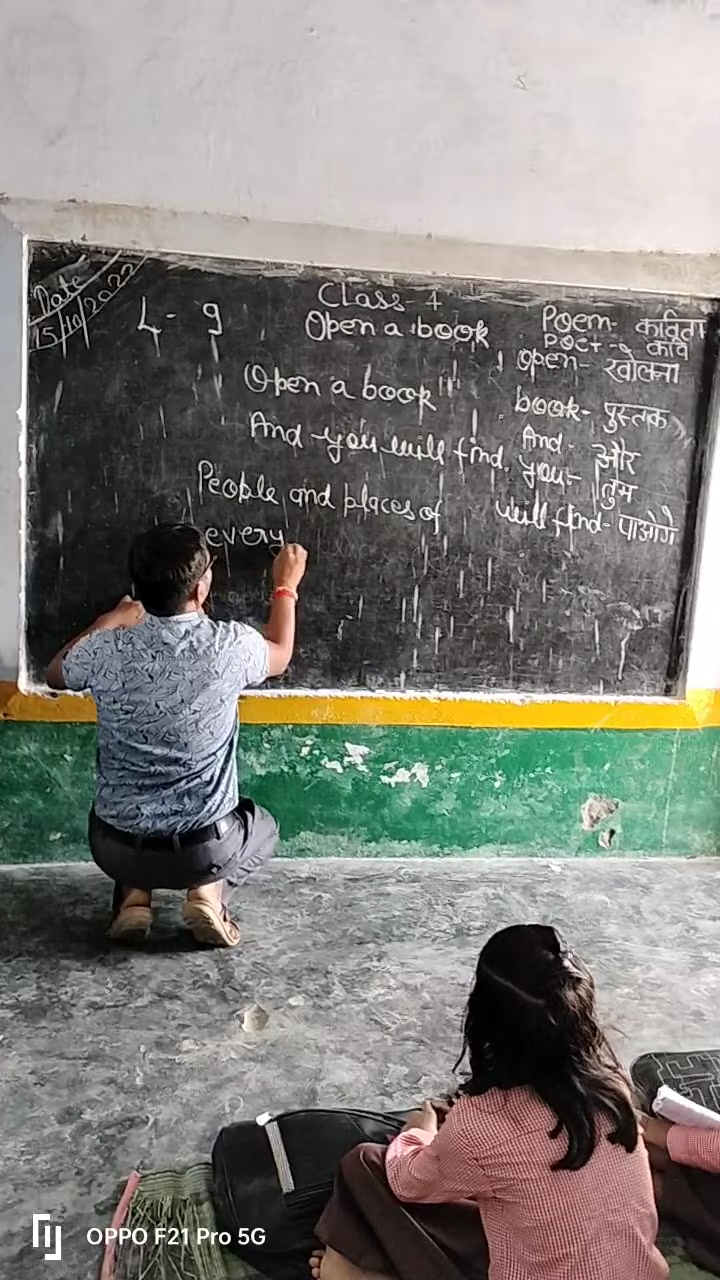 Date
15/10/2022
Class - 4
L - 9
Open a book
Open a book
And you will find.
People and places of
every
Poem - कविता
Poet - कवि
open - खोलना
book - पुस्तक
And - और
you - तुम
will find - पाओगे
OPPO F21 Pro 5G